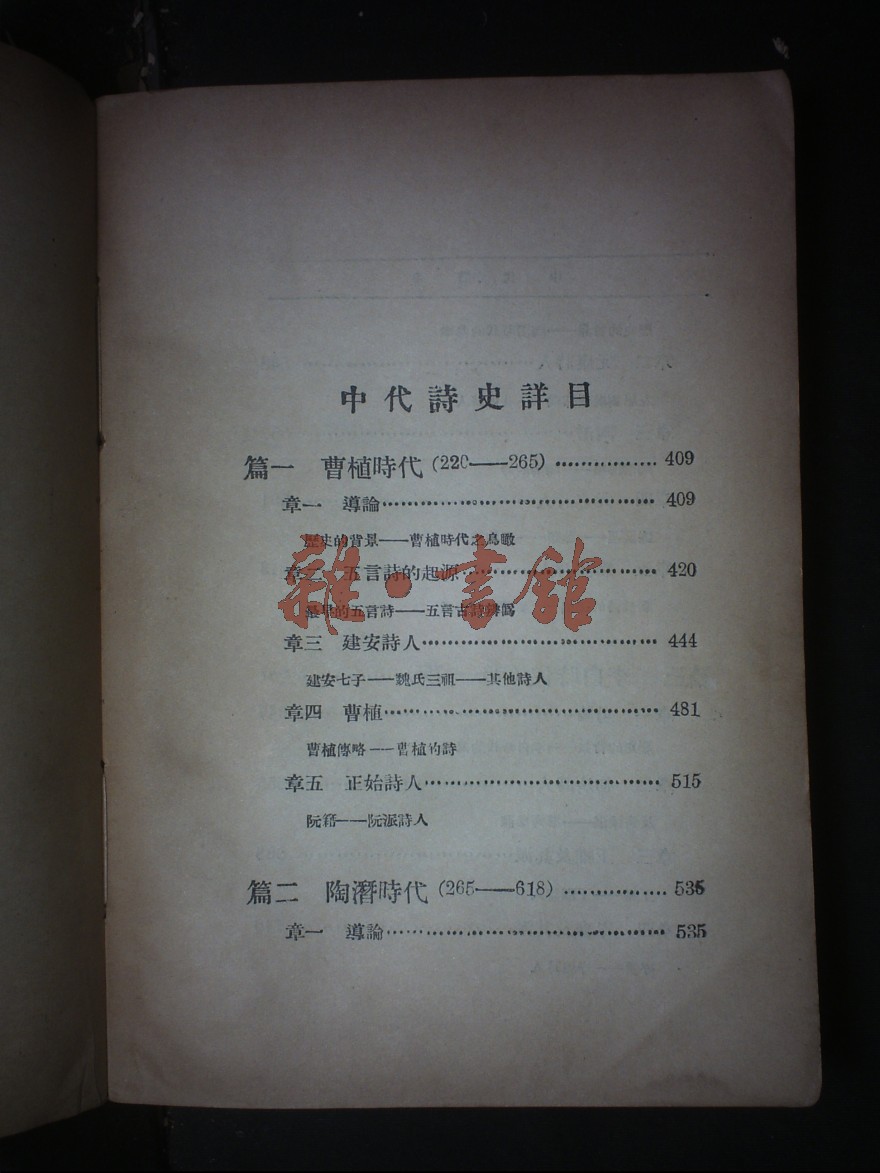 中代詩史詳目
篇一 曹植時代(220——265)………………409
章一 導論………………409
歷史的背景——曹植時代之鳥瞰
章二 五言詩的起源………………420
的五言詩——五言古詩
章三 建安詩人………………444
建安七子——魏氏三祖——其他詩人
章四 曹植………………481
曹植傳略——曹植的詩
章五 正始詩人………………515
阮籍——阮派詩人
篇二 陶潛時代(265——618)………………535
章一 導論………………535
雜·書館